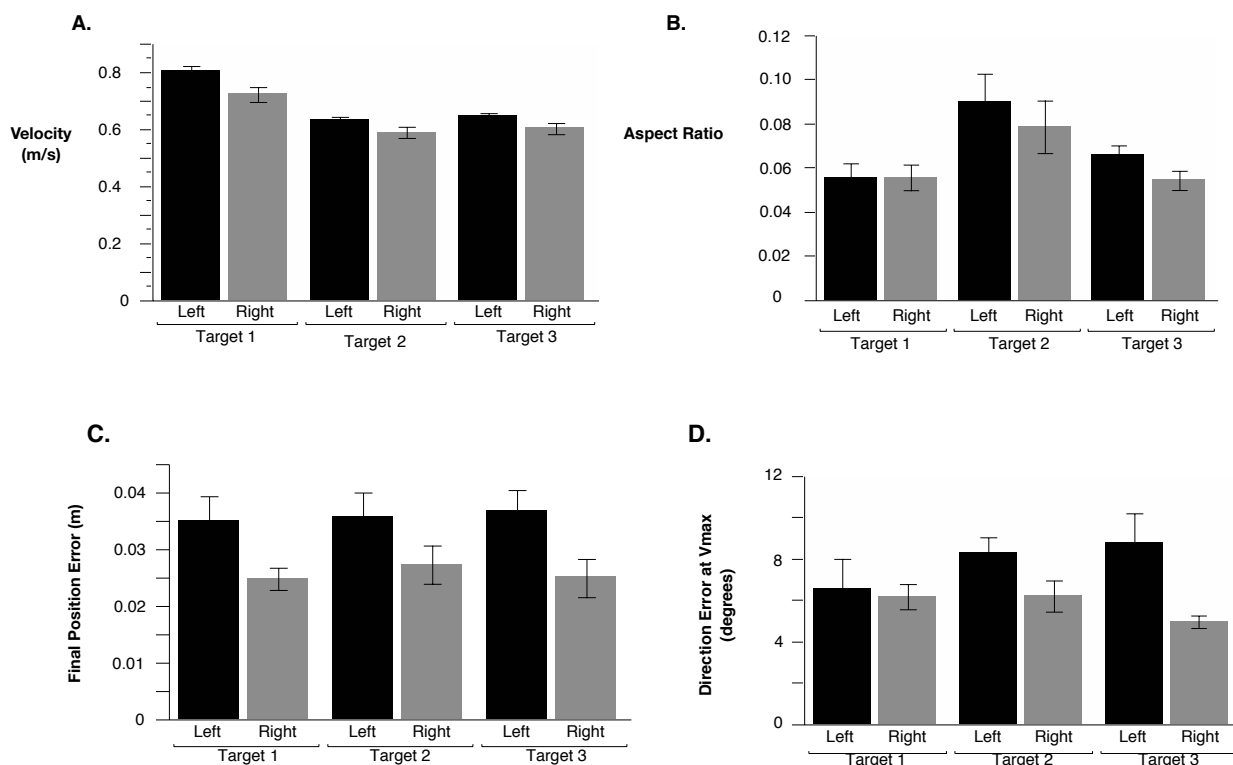 A.
Velocity
(m/s)
0.8
0.6
0.4
0.2
0
Left Right Left Right Left Right
Target 1 Target 2 Target 3
B.
Aspect Ratio
0.12
0.10
0.08
0.06
0.04
0.02
0
Left Right Left Right Left Right
Target 1 Target 2 Target 3
C.
Final Position Error (m)
0.04
0.03
0.02
0.01
0
Left Right Left Right Left Right
Target 1 Target 2 Target 3
D.
Direction Error at Vmax
(degrees)
12
8
4
0
Left Right Left Right Left Right
Target 1 Target 2 Target 3